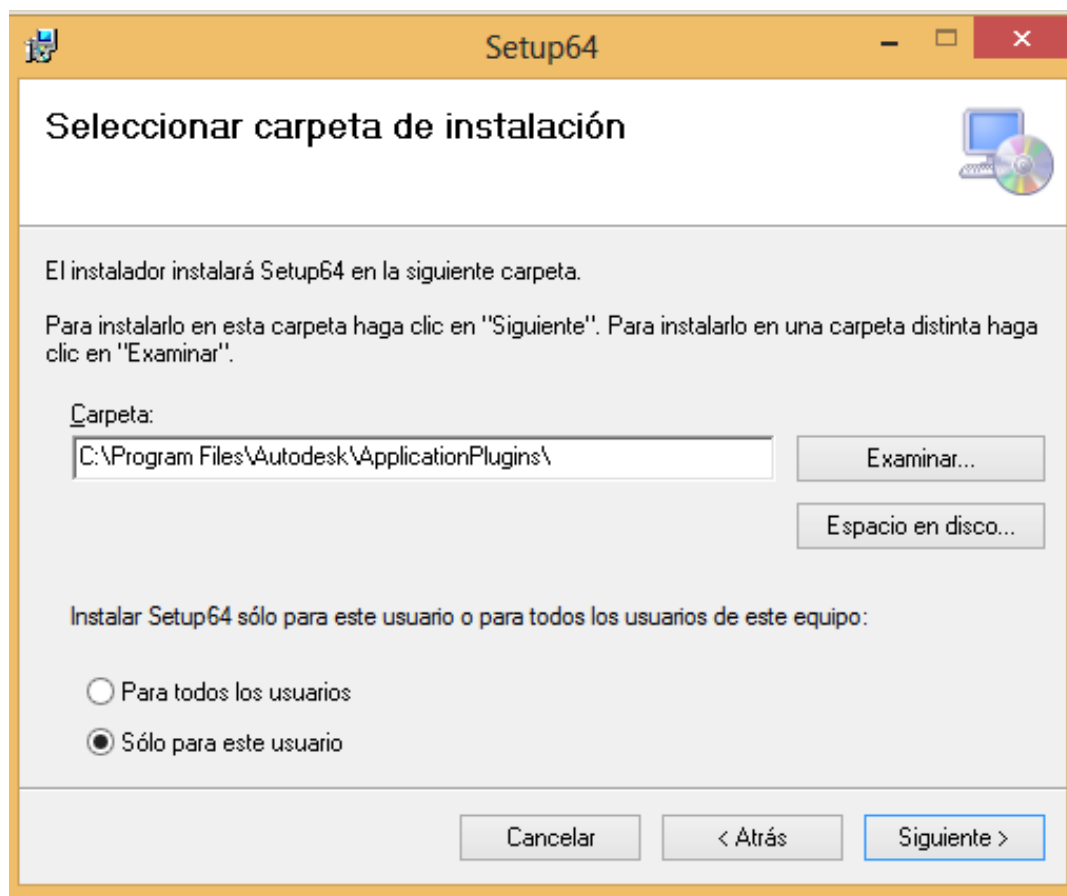 Setup64
Seleccionar carpeta de instalación
El instalador instalará Setup64 en la siguiente carpeta.
Para instalarlo en esta carpeta haga clic en "Siguiente". Para instalarlo en una carpeta distinta haga
clic en "Examinar".
Carpeta:
C:\Program Files\Autodesk\ApplicationPlugins\
Examinar...
Espacio en disco...
Instalar Setup64 sólo para este usuario o para todos los usuarios de este equipo:
Para todos los usuarios
Sólo para este usuario
Cancelar
< Atrás
Siguiente >